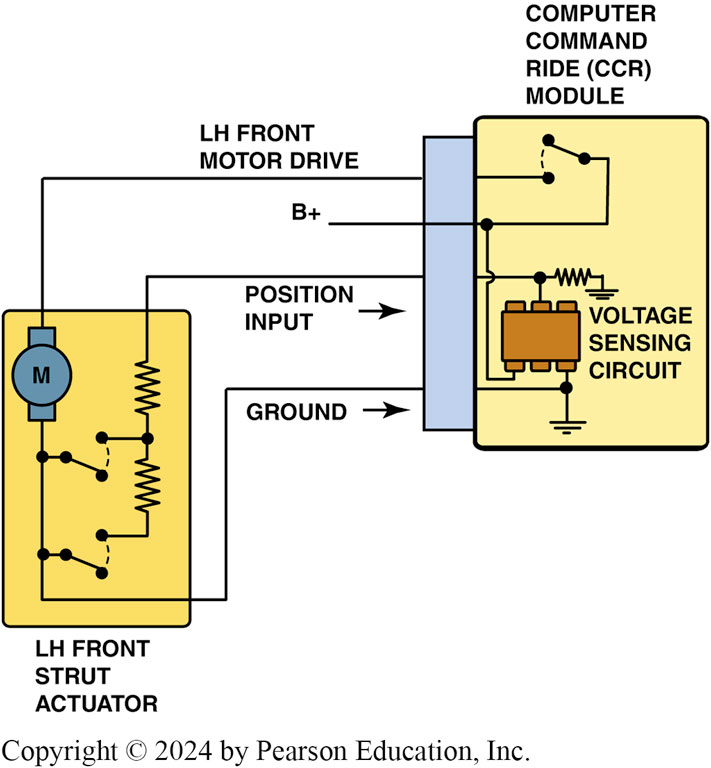 COMPUTER
COMMAND
RIDE (CCR)
MODULE
LH FRONT
MOTOR DRIVE
B+
POSITION
INPUT
VOLTAGE
SENSING
CIRCUIT
M
GROUND
LH FRONT
STRUT
ACTUATOR
Copyright © 2024 by Pearson Education, Inc.